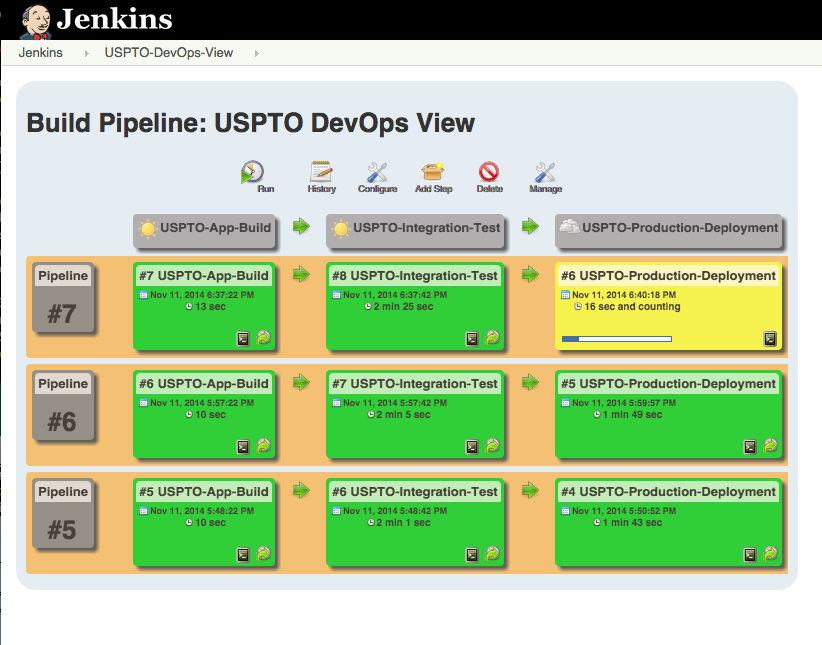 Jenkins
Jenkins USPTO-DevOps-View
Build Pipeline: USPTO DevOps View
Run History Configure Add Step Delete Manage
USPTO-App-Build USPTO-Integration-Test USPTO-Production-Deployment
Pipeline
#7
#7 USPTO-App-Build
Nov 11, 2014 6:37:22 PM
13 sec
#8 USPTO-Integration-Test
Nov 11, 2014 6:37:42 PM
2 min 25 sec
#6 USPTO-Production-Deployment
Nov 11, 2014 6:40:18 PM
16 sec and counting
Pipeline
#6
#6 USPTO-App-Build
Nov 11, 2014 5:57:22 PM
10 sec
#7 USPTO-Integration-Test
Nov 11, 2014 5:57:42 PM
2 min 5 sec
#5 USPTO-Production-Deployment
Nov 11, 2014 5:59:57 PM
1 min 49 sec
Pipeline
#5
#5 USPTO-App-Build
Nov 11, 2014 5:48:22 PM
10 sec
#6 USPTO-Integration-Test
Nov 11, 2014 5:48:42 PM
2 min 1 sec
#4 USPTO-Production-Deployment
Nov 11, 2014 5:50:52 PM
1 min 43 sec